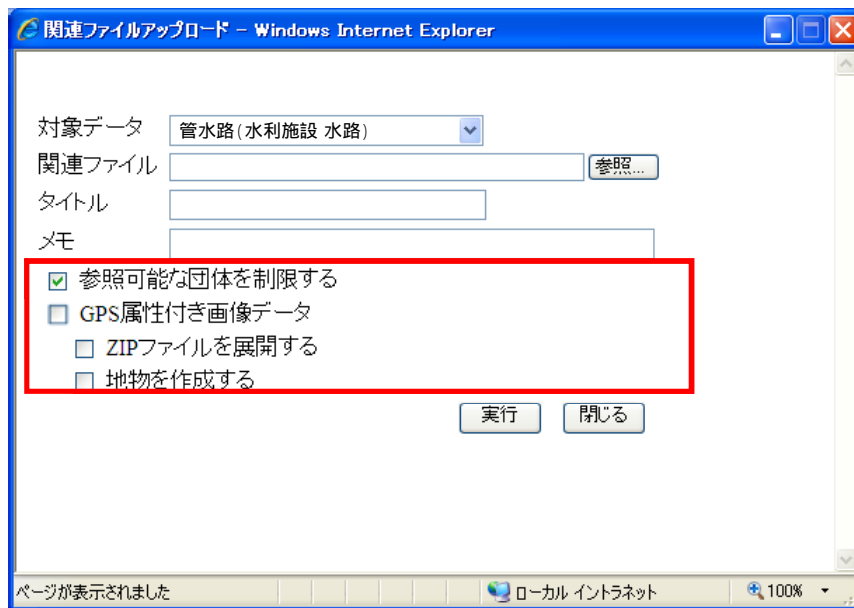 関連ファイルアップロード - Windows Internet Explorer
対象データ 管水路(水利施設 水路)
関連ファイル 参照...
タイトル
メモ
参照可能な団体を制限する
GPS属性付き画像データ
ZIPファイルを展開する
地物を作成する
実行 閉じる
ページが表示されました ローカル イントラネット 100%